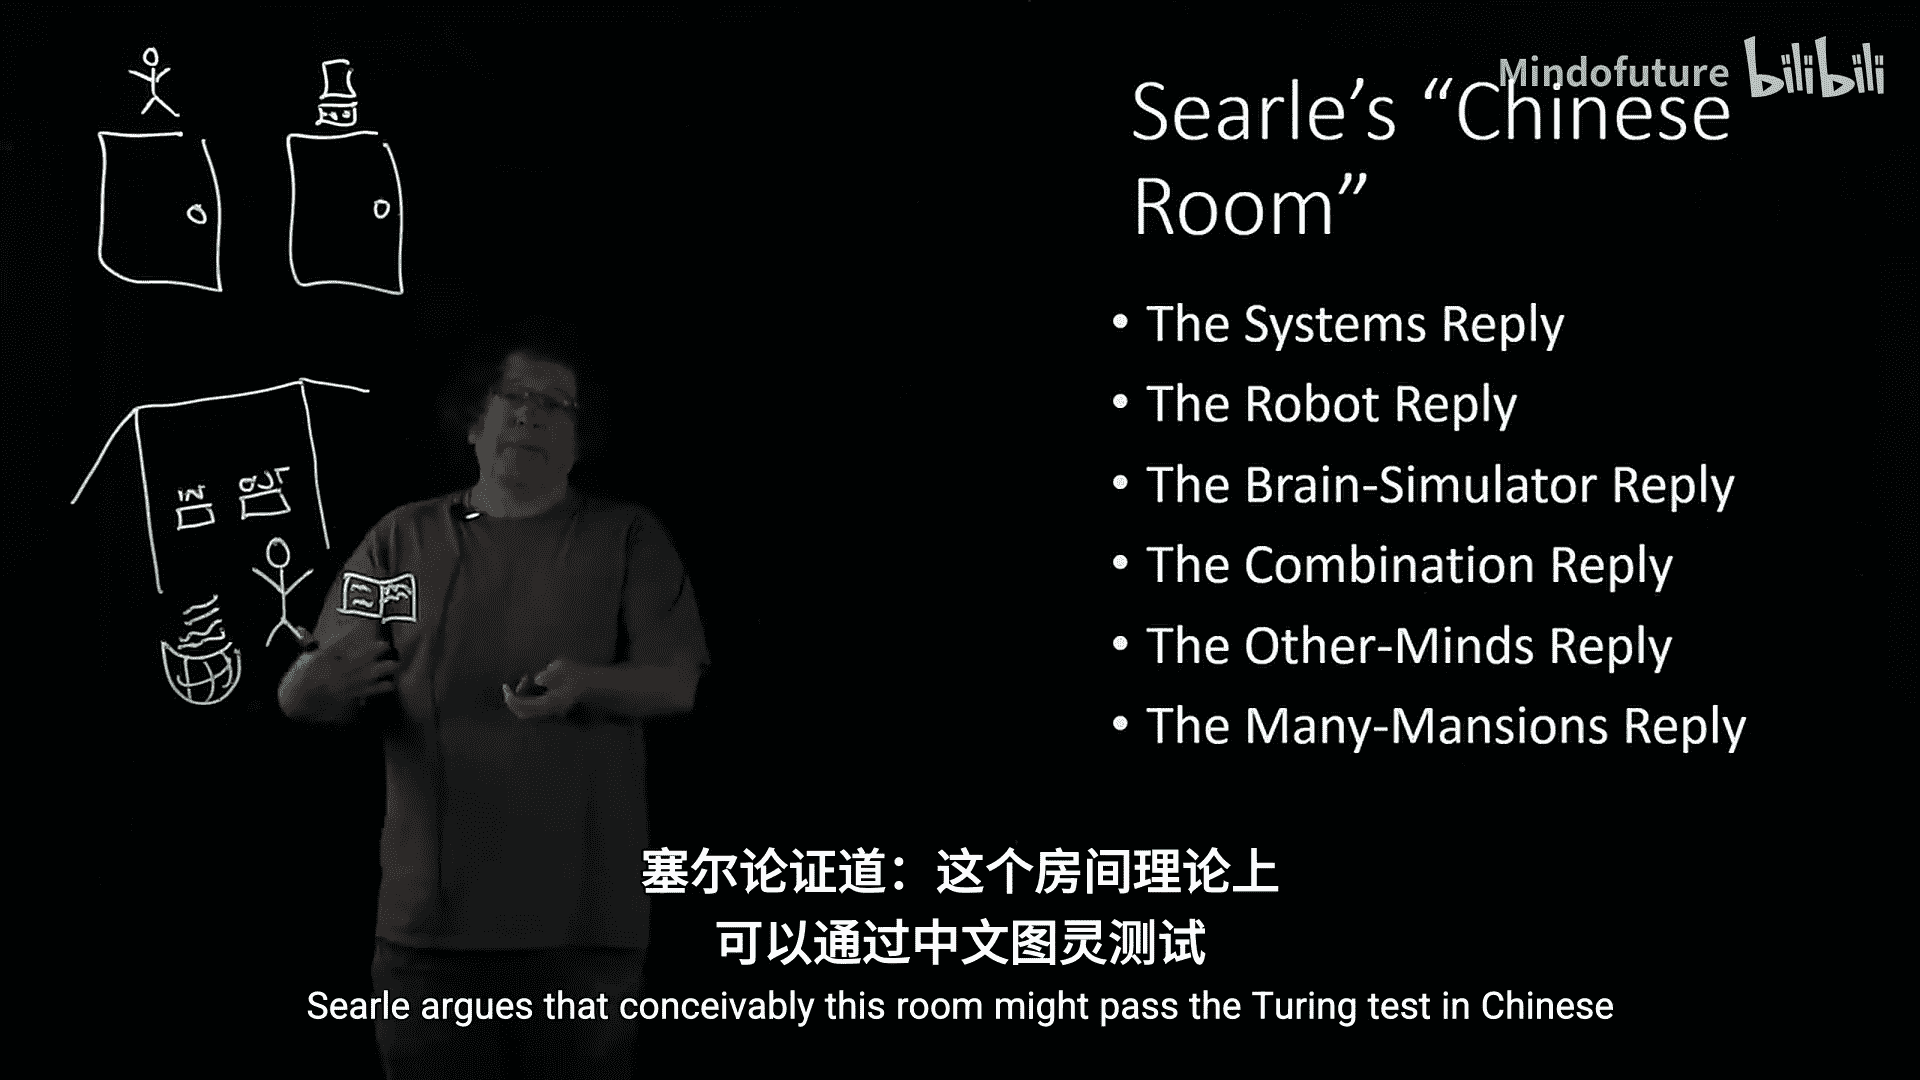 Mindofuture bilibili
Searle’s “Chinese
Room”
• The Systems Reply
• The Robot Reply
• The Brain-Simulator Reply
• The Combination Reply
• The Other-Minds Reply
• The Many-Mansions Reply
IN
OUT
塞尔论证道：这个房间理论上
可以通过中文图灵测试
Searle argues that conceivably this room might pass the Turing test in Chinese